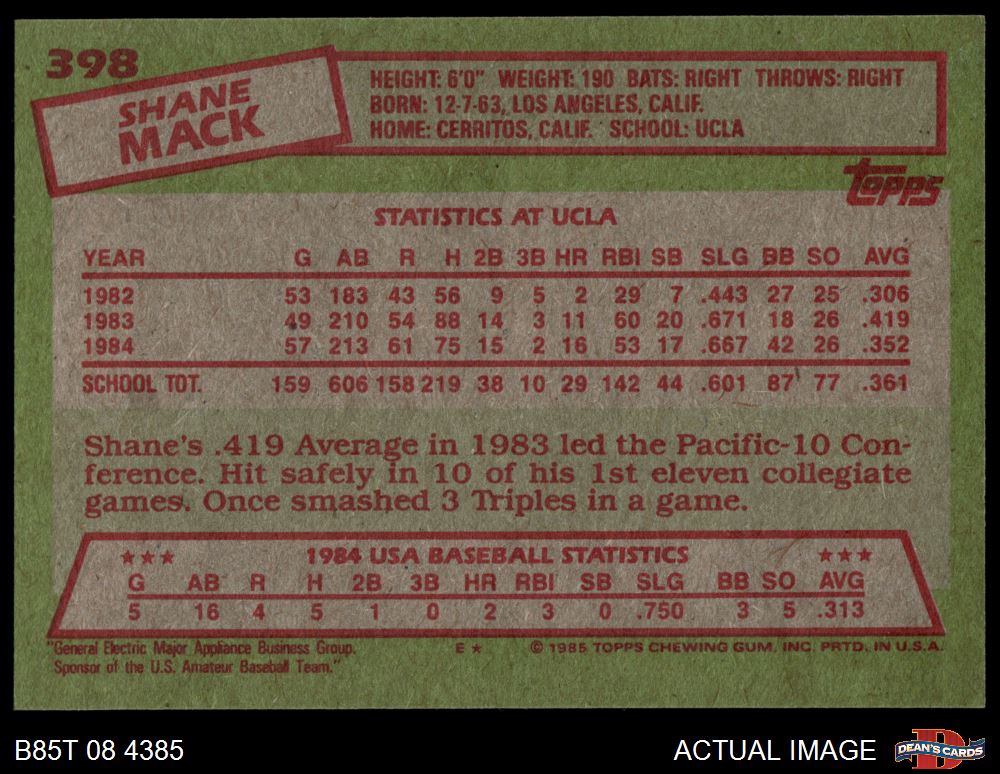 398
SHANE
MACK
HEIGHT: 6'0" WEIGHT: 190 BATS: RIGHT THROWS: RIGHT
BORN: 12-7-63, LOS ANGELES, CALIF.
HOME: CERRITOS, CALIF. SCHOOL: UCLA
topps
STATISTICS AT UCLA
YEAR G AB R H 2B 3B HR RBI SB SLG BB SO AVG
1982 53 183 43 56 9 5 2 29 7 .443 27 25 .306
1983 49 210 54 88 14 3 11 60 20 .671 18 26 .419
1984 57 213 61 75 15 2 16 53 17 .667 42 26 .352
SCHOOL TOT. 159 606 158 219 38 10 29 142 44 .601 87 77 .361
Shane's .419 Average in 1983 led the Pacific-10 Con-
ference. Hit safely in 10 of his 1st eleven collegiate
games. Once smashed 3 Triples in a game.
★★★ 1984 USA BASEBALL STATISTICS ★★★
G AB R H 2B 3B HR RBI SB SLG BB SO AVG
5 16 4 5 1 0 2 3 0 .750 3 5 .313
"General Electric Major Appliance Business Group. E★ © 1985 TOPPS CHEWING GUM, INC. PRTD. IN U.S.A.
Sponsor of the U.S. Amateur Baseball Team."
B85T 08 4385 ACTUAL IMAGE DEAN'S CARDS